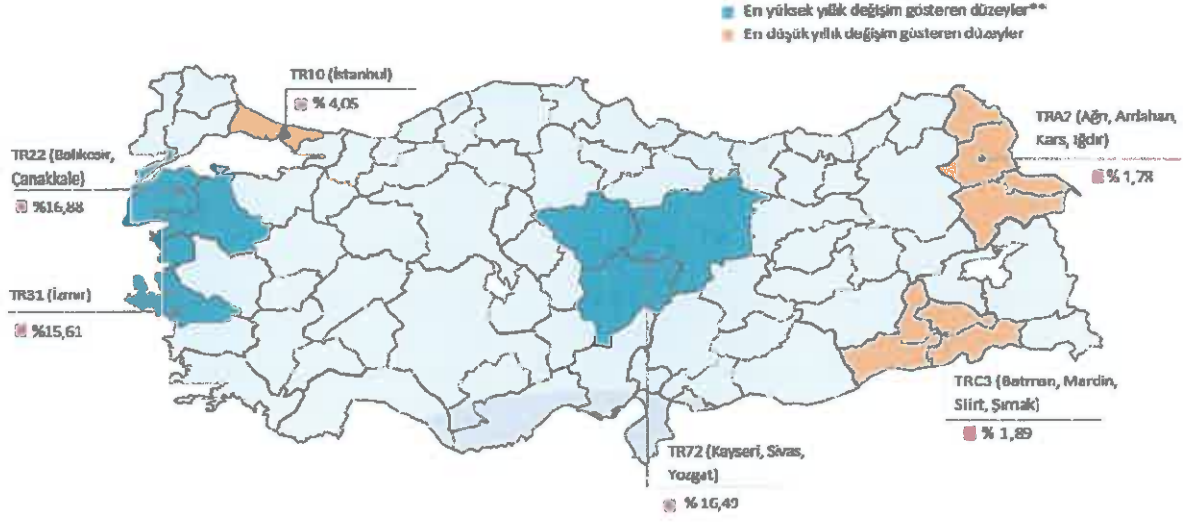 En yüksek yıllık değişim gösteren düzeyler**
En düşük yıllık değişim gösteren düzeyler
TR10 (İstanbul)
% 4,05
TRA2 (Ağrı, Ardahan,
Kars, Iğdır)
% 1,78
TR22 (Balıkesir,
Çanakkale)
%16,88
TR31 (İzmir)
%15,61
TRC3 (Batman, Mardin,
Siirt, Şırnak)
% 1,89
TR72 (Kayseri, Sivas,
Yozgat)
% 16,49